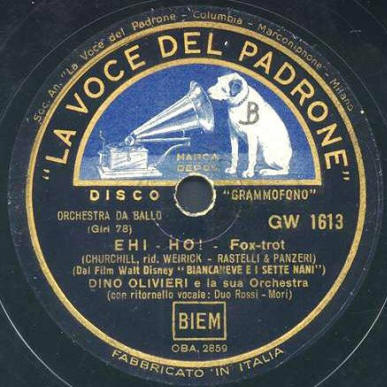 Soc. An. "La Voce del Padrone - Columbia - Marconiphone" - Milano
"LA VOCE DEL PADRONE"
B
MARCA
DEPOS.
DISCO "GRAMMOFONO"
ORCHESTRA DA BALLO
(Giri 78)
GW 1613
EHI - HO! - Fox-trot
(CHURCHILL, rid. WEIRICK - RASTELLI & PANZERI)
(Dal Film Walt Disney "BIANCANEVE E I SETTE NANI")
DINO OLIVIERI e la sua Orchestra
(con ritornello vocale: Duo Rossi - Mori)
BIEM
OBA. 2859
FABBRICATO IN ITALIA